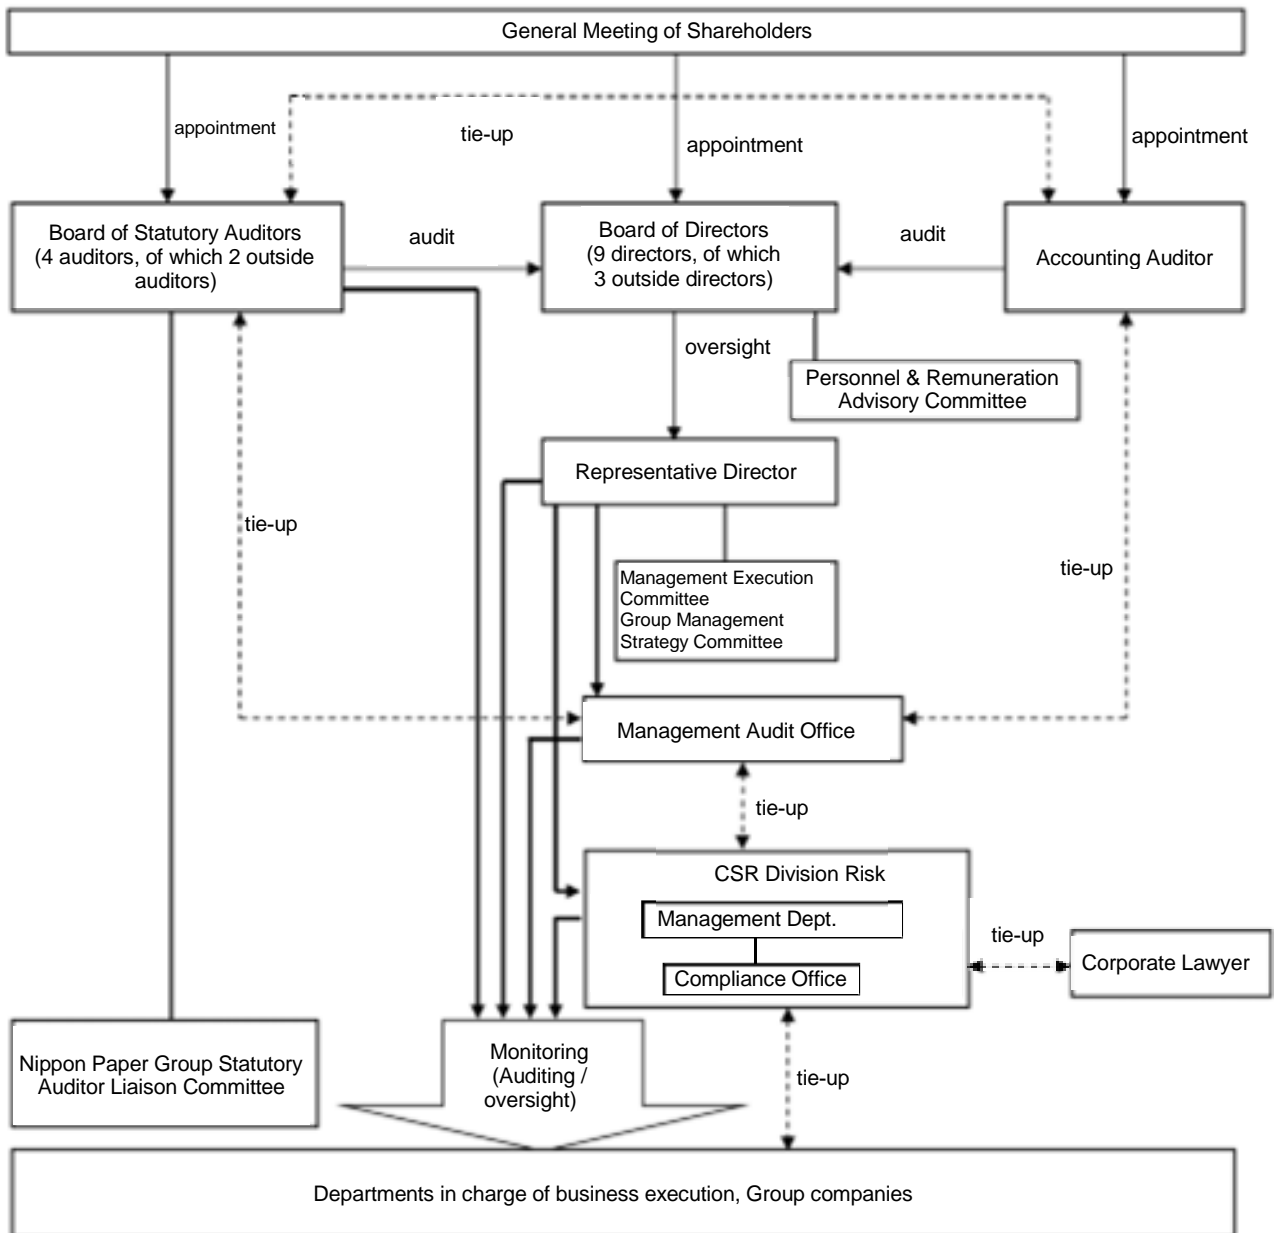 General Meeting of Shareholders
appointment
tie-up
appointment
appointment
Board of Statutory Auditors
(4 auditors, of which 2 outside
auditors)
audit
Board of Directors
(9 directors, of which
3 outside directors)
audit
Accounting Auditor
oversight
Personnel & Remuneration
Advisory Committee
Representative Director
tie-up
Management Execution
Committee
Group Management
Strategy Committee
tie-up
Management Audit Office
tie-up
CSR Division Risk
Management Dept.
Compliance Office
tie-up
Corporate Lawyer
Nippon Paper Group Statutory
Auditor Liaison Committee
Monitoring
(Auditing /
oversight)
tie-up
Departments in charge of business execution, Group companies